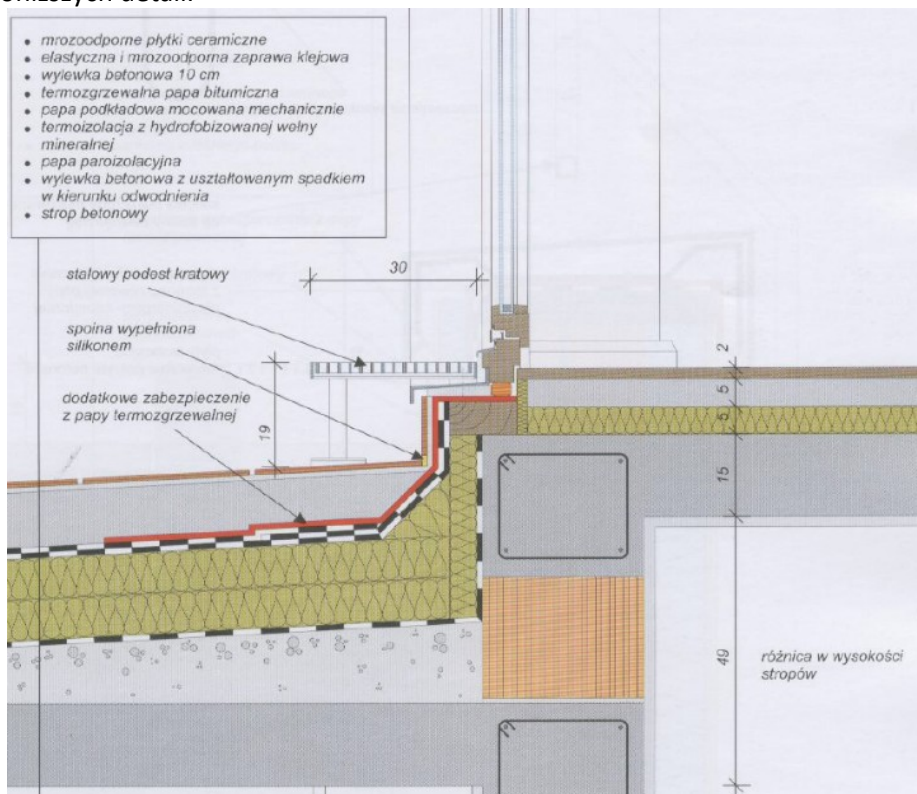 • mrozoodporne płytki ceramiczne
• elastyczna i mrozoodporna zaprawa klejowa
• wylewka betonowa 10 cm
• termozgrzewalna papa bitumiczna
• papa podkładowa mocowana mechanicznie
• termoizolacja z hydrofobizowanej wełny
mineralnej
• papa paroizolacyjna
• wylewka betonowa z uształtowanym spadkiem
w kierunku odwodnienia
• strop betonowy
stalowy podest kratowy
30
spoina wypełniona
silikonem
dodatkowe zabezpieczenie
z papy termozgrzewalnej
19
2
5
5
15
49
różnica w wysokości
stropów